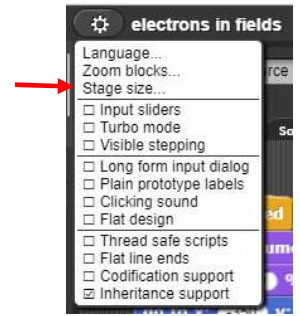 electrons in fields
Language...
Zoom blocks...
Stage size...
Input sliders
Turbo mode
Visible stepping
Long form input dialog
Plain prototype labels
Clicking sound
Flat design
Thread safe scripts
Flat line ends
Codification support
Inheritance support